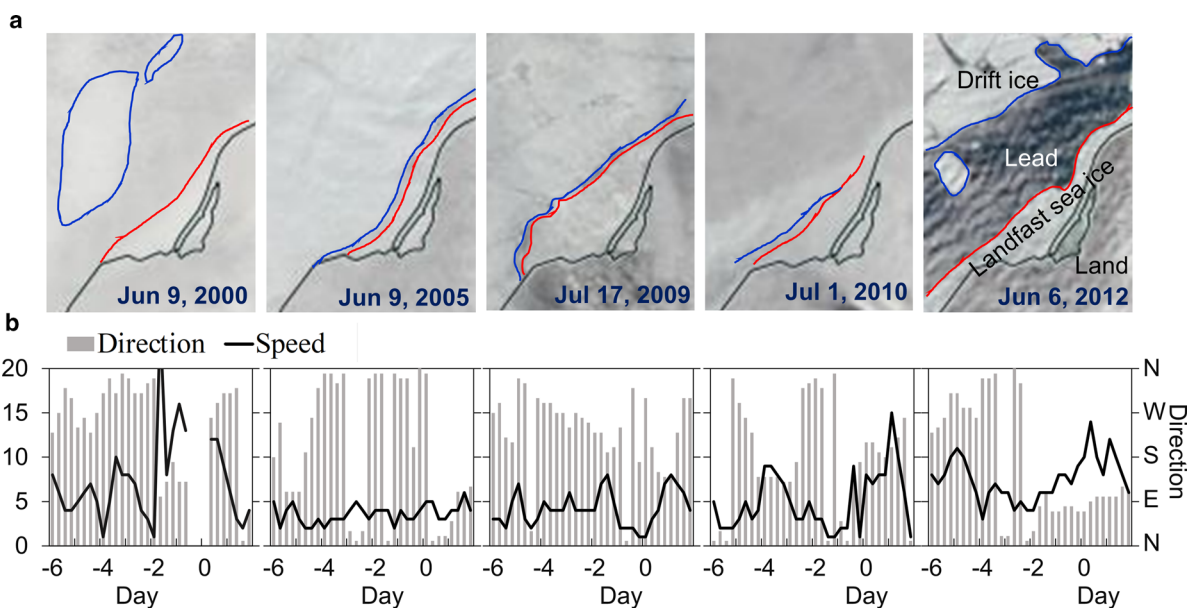 a
Drift ice
Lead
Landfast sea ice
Land
Jun 9, 2000
Jun 9, 2005
Jul 17, 2009
Jul 1, 2010
Jun 6, 2012
b
Direction Speed
20 N
15 W
10 S
5 E
0 N
Direction
-6 -4 -2 0 -6 -4 -2 0 -6 -4 -2 0 -6 -4 -2 0 -6 -4 -2 0
Day Day Day Day Day